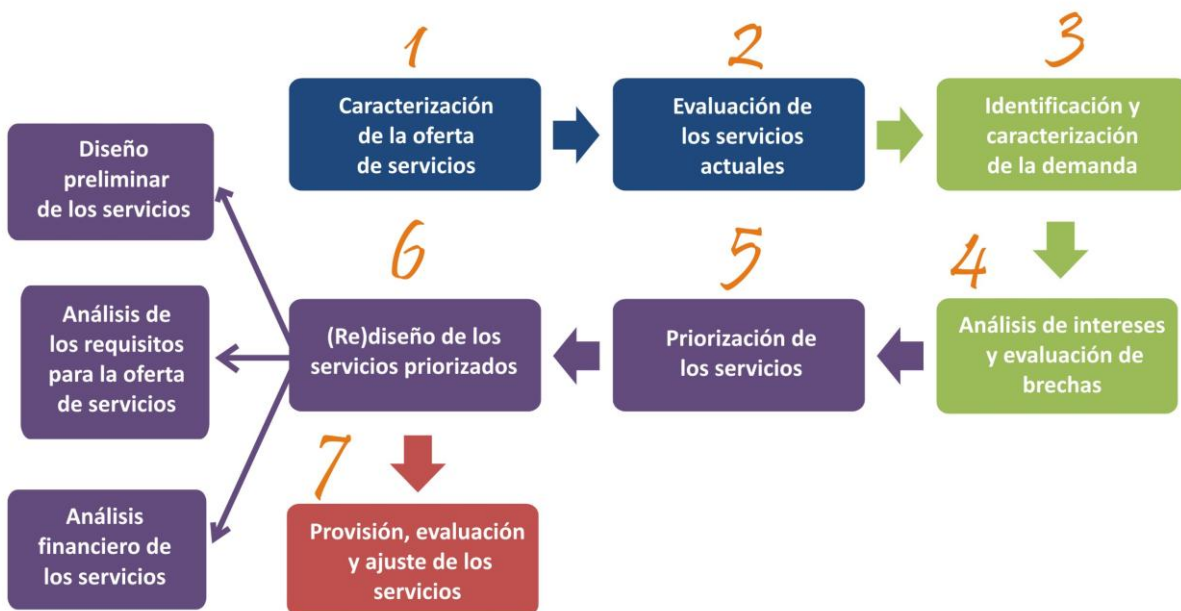 1
Caracterización
de la oferta
de servicios
2
Evaluación de
los servicios
actuales
3
Identificación y
caracterización
de la demanda
4
Análisis de intereses
y evaluación de
brechas
5
Priorización de
los servicios
6
(Re)diseño de los
servicios priorizados
Diseño
preliminar
de los servicios
Análisis de
los requisitos
para la oferta
de servicios
Análisis
financiero de
los servicios
7
Provisión, evaluación
y ajuste de los
servicios